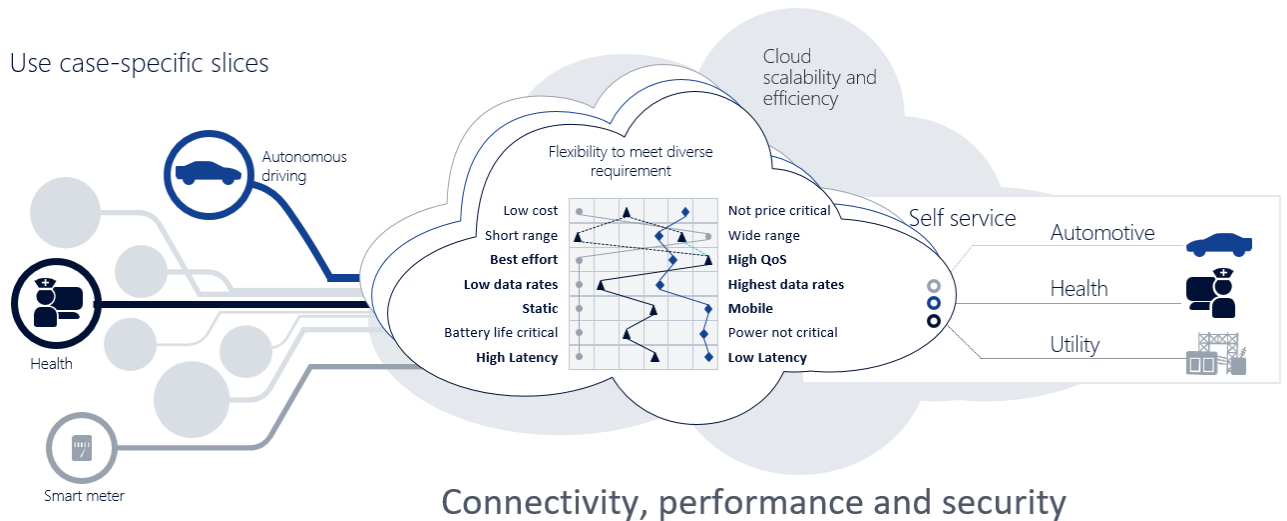 Use case-specific slices
Cloud
scalability and
efficiency
Autonomous
driving
Flexibility to meet diverse
requirement
Low cost Not price critical
Short range Wide range
Best effort High QoS
Low data rates Highest data rates
Static Mobile
Battery life critical Power not critical
High Latency Low Latency
Self service
Automotive
Health
Utility
Health
Smart meter
Connectivity, performance and security